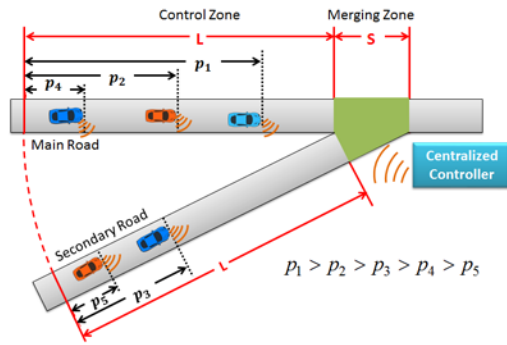 Control Zone
Merging Zone
L
S
p₁
p₂
p₄
Main Road
Centralized
Controller
Secondary Road
L
p₅
p₃
p₁ > p₂ > p₃ > p₄ > p₅